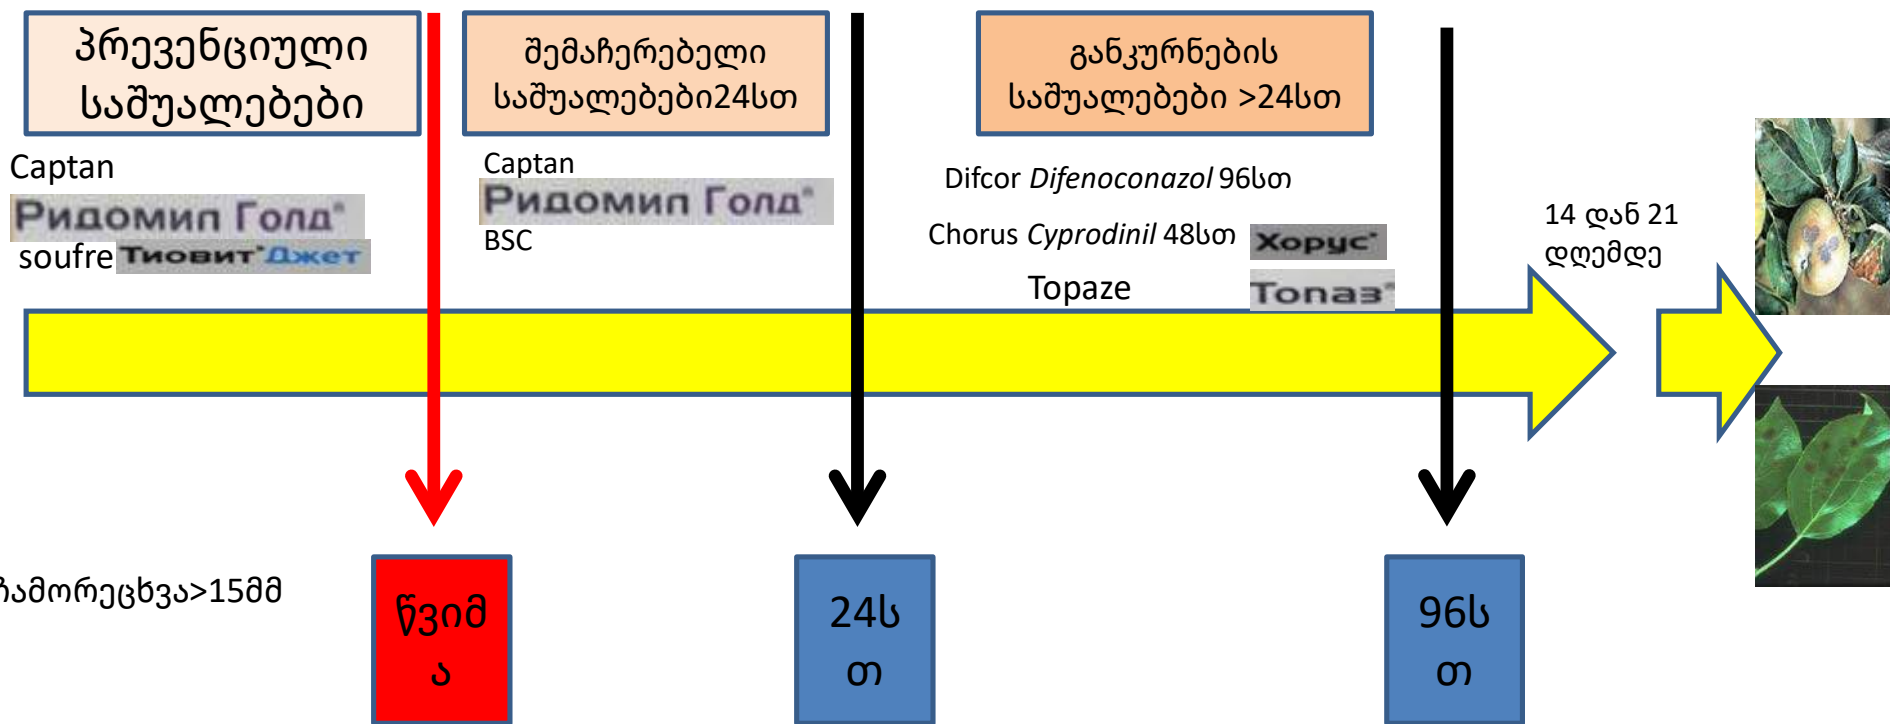 პრევენციული
საშუალებები
Captan
Ридомил Голд®
soufre Тиовит® Джет
შემაჩერებელი
საშუალებები24სთ
Captan
Ридомил Голд®
BSC
განკურნების
საშუალებები >24სთ
Difcor Difenoconazol 96სთ
Chorus Cyprodinil 48სთ Хорус®
Topaze Топаз®
14 დან 21
დღემდე
ჩამორეცხვა>15მმ
წვიმ
ა
24ს
თ
96ს
თ